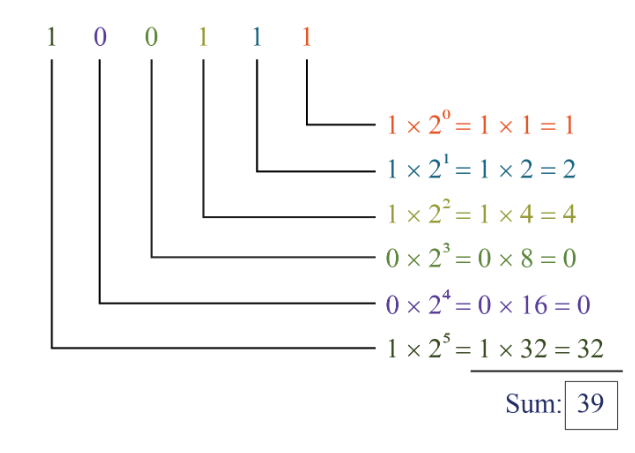 1 0 0 1 1 1
1 × 2⁰ = 1 × 1 = 1
1 × 2¹ = 1 × 2 = 2
1 × 2² = 1 × 4 = 4
0 × 2³ = 0 × 8 = 0
0 × 2⁴ = 0 × 16 = 0
1 × 2⁵ = 1 × 32 = 32
Sum: 39